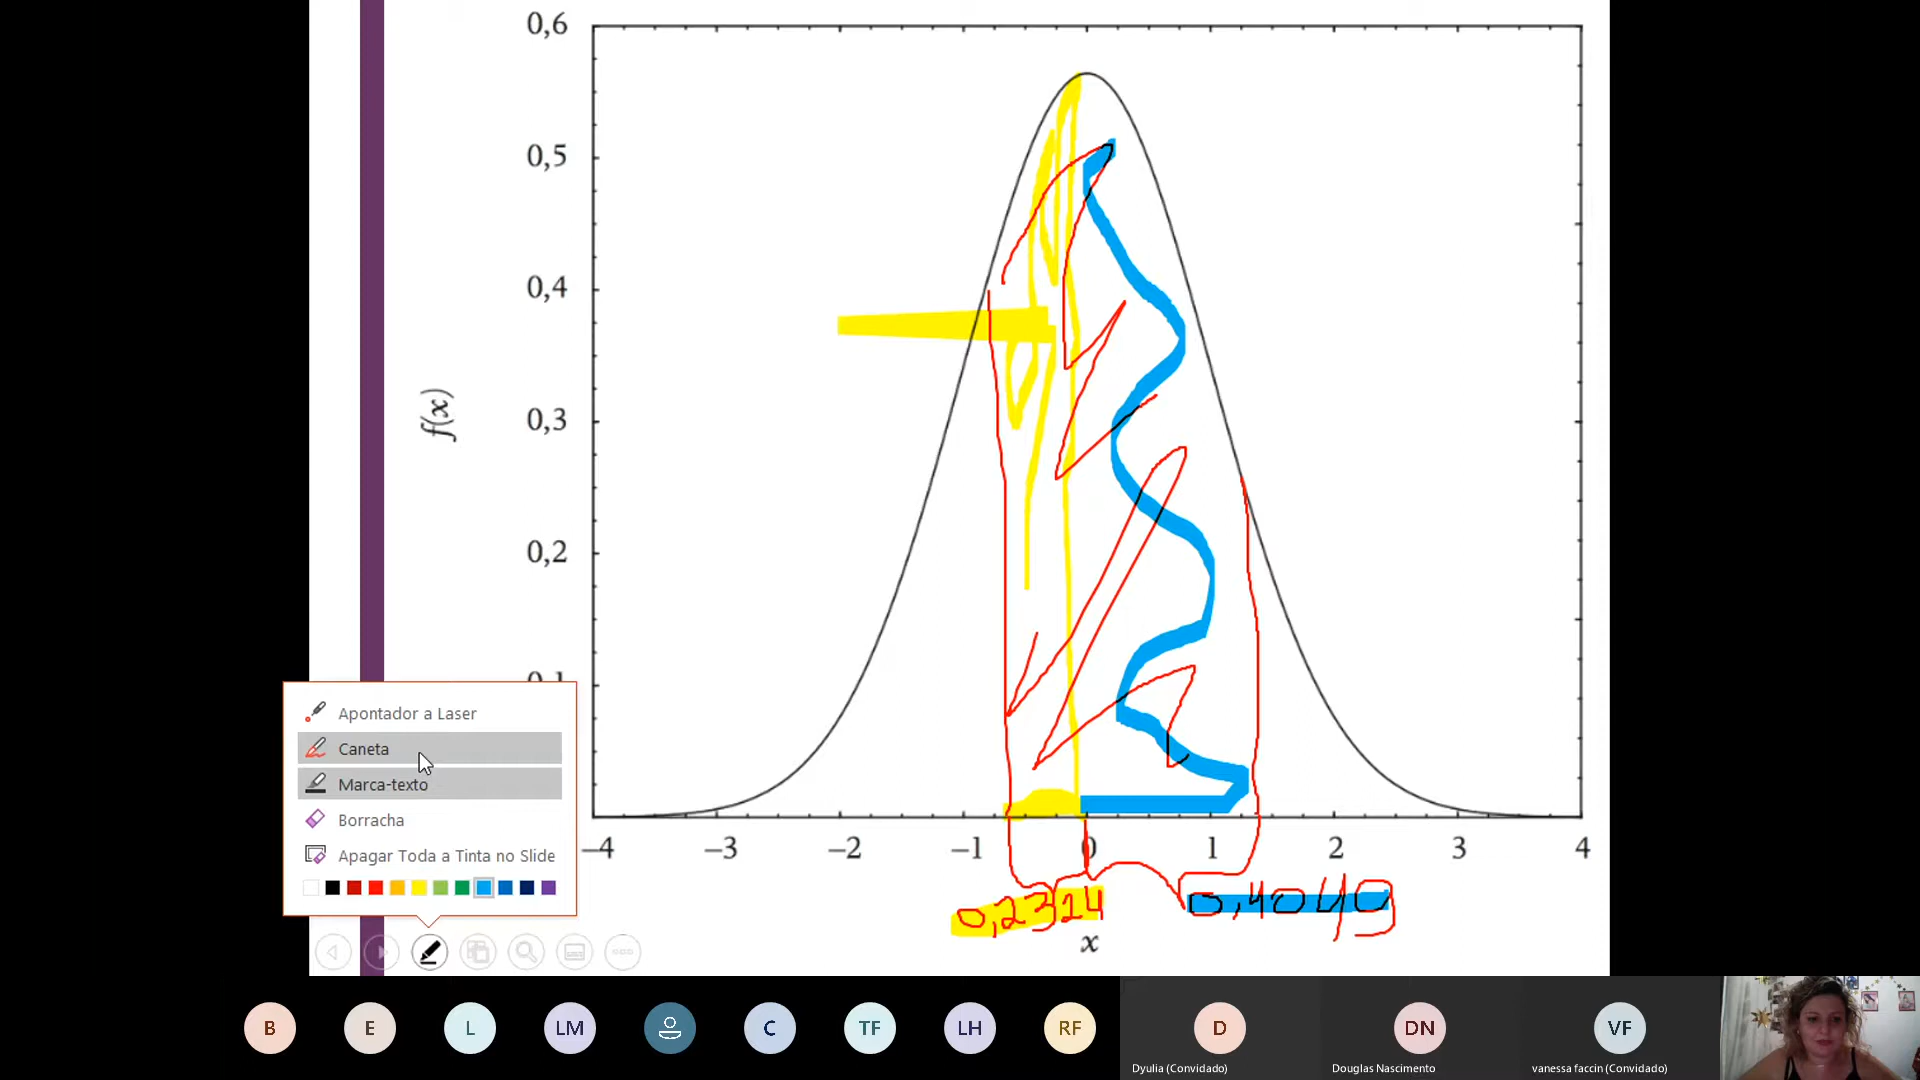 0,6
0,5
0,4
0,3
0,2
0,1
f(x)
−4 −3 −2 −1 0 1 2 3 4
0,2324
0,4049
x
Apontador a Laser
Caneta
Marca-texto
Borracha
Apagar Toda a Tinta no Slide
B E L LM C TF LH RF D DN VF
Dyulia (Convidado) Douglas Nascimento vanessa faccin (Convidado)